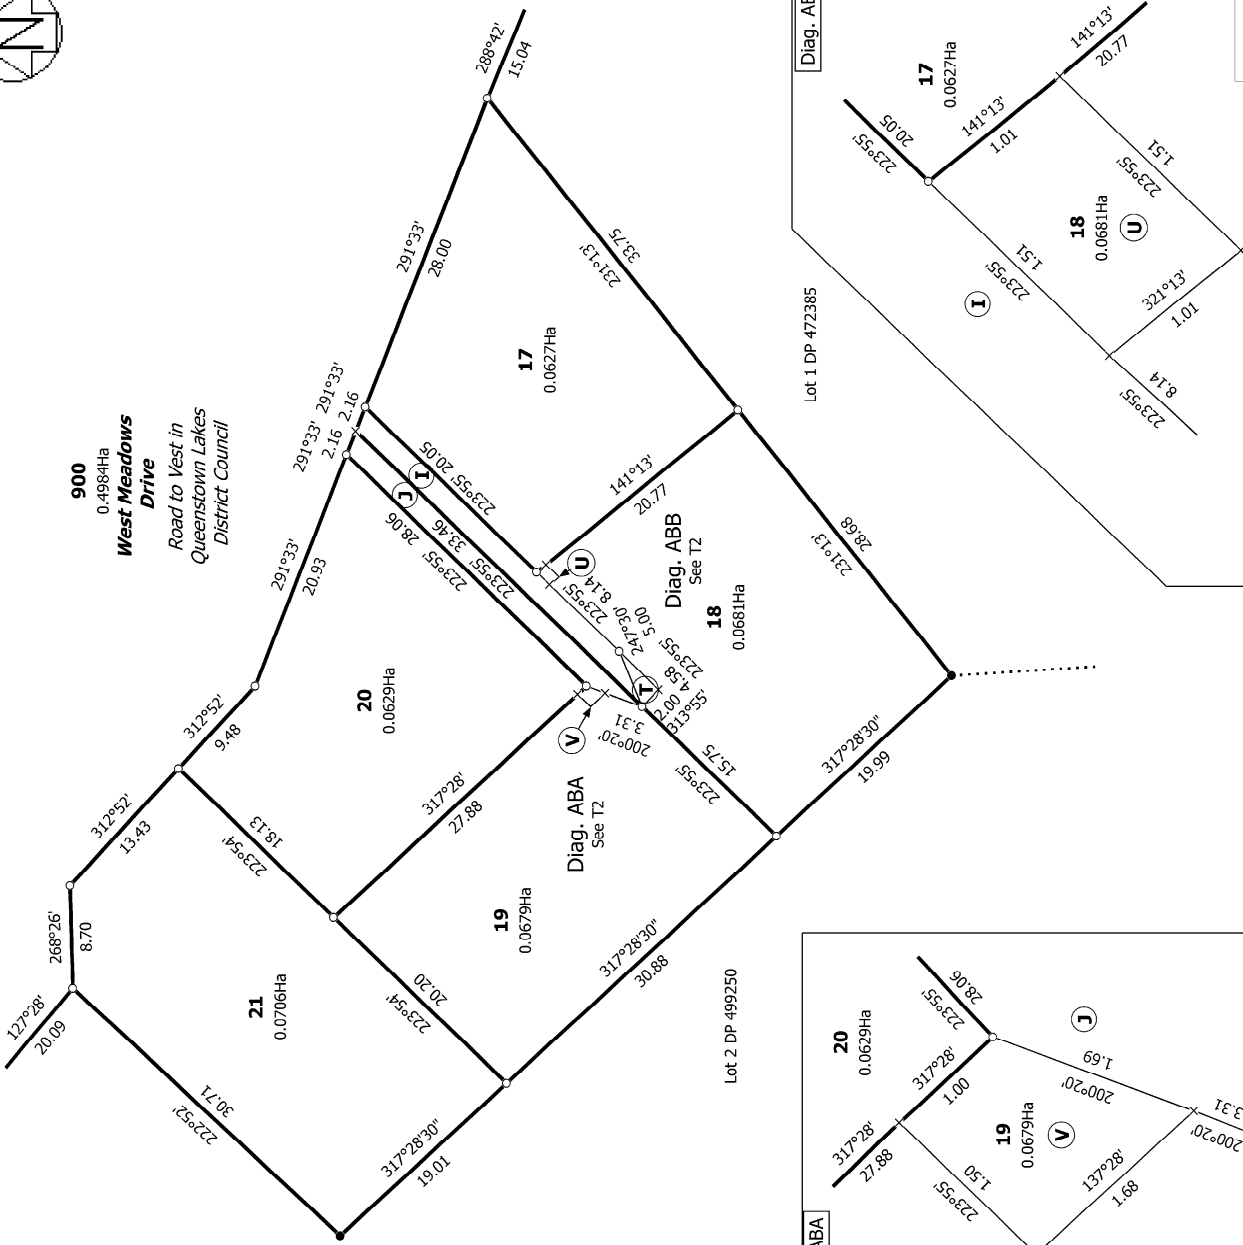 N
900
0.4984Ha
West Meadows
Drive
Road to Vest in
Queenstown Lakes
District Council
288°42'
15.04
291°33'
28.00
291°33'
2.16
291°33'
2.16
291°33'
20.93
312°52'
9.48
312°52'
13.43
268°26'
8.70
127°28'
20.09
222°52'
30.71
317°28'30"
19.01
21
0.0706Ha
223°54'
18.13
223°54'
20.20
20
0.0629Ha
317°28'
27.88
223°55'
28.06
223°55'
33.46
223°55'
20.05
J
I
17
0.0627Ha
231°13'
33.75
141°13'
20.77
U
223°55'
8.14
247°30'
5.00
223°55'
4.58
T
2.00
313°55'
V
200°20'
3.31
Diag. ABB
See T2
18
0.0681Ha
231°13'
28.68
317°28'30"
19.99
223°55'
15.75
Diag. ABA
See T2
19
0.0679Ha
317°28'30"
30.88
Lot 2 DP 499250
Lot 1 DP 472385
Diag. AB
17
0.0627Ha
141°13'
20.77
223°55'
20.05
141°13'
1.01
223°55'
1.51
18
0.0681Ha
U
223°55'
1.51
I
321°13'
1.01
223°55'
8.14
ABA
20
0.0629Ha
223°55'
28.06
317°28'
1.00
317°28'
27.88
J
200°20'
1.69
19
0.0679Ha
V
223°55'
1.50
137°28'
1.68
200°20'
3.31